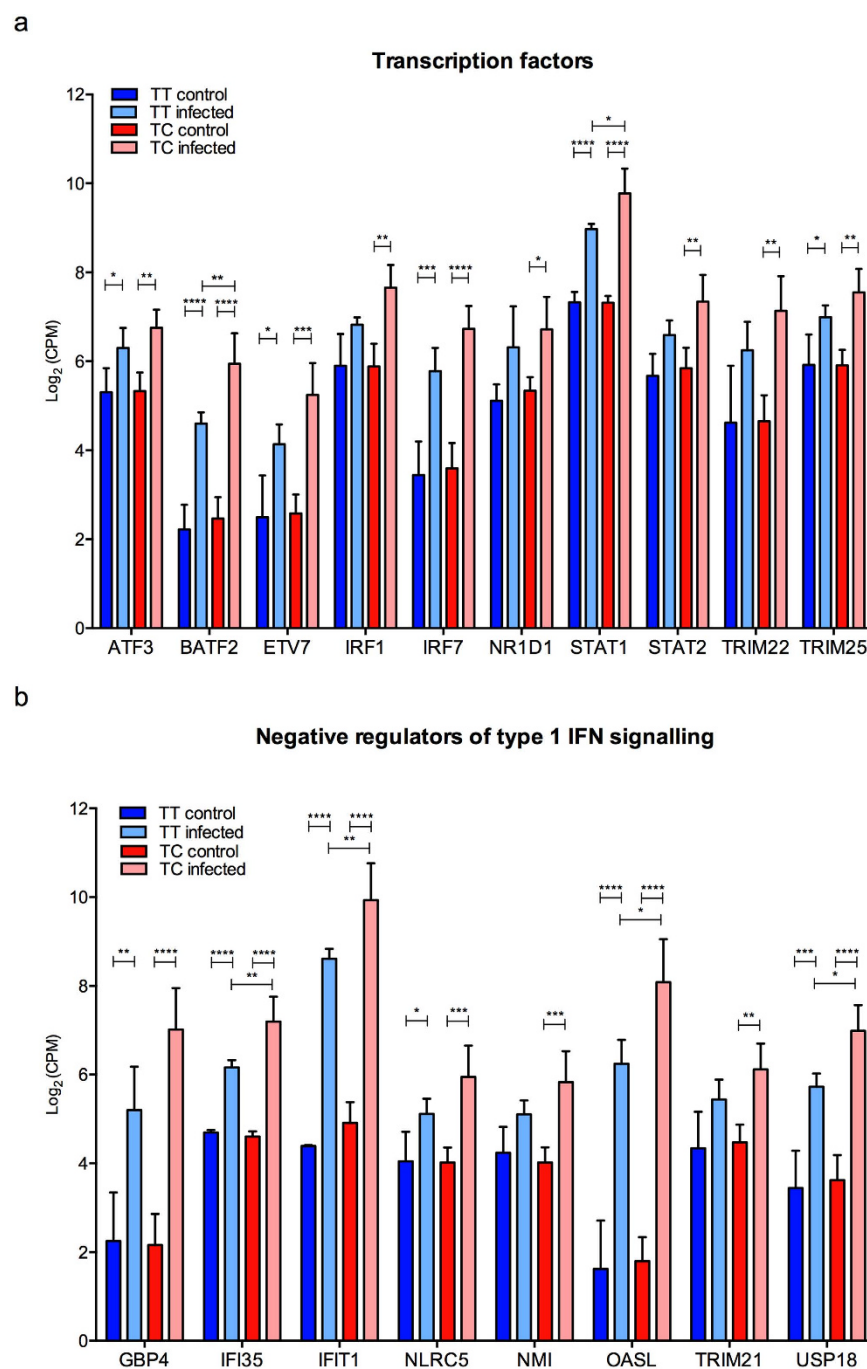 a
Transcription factors
TT control
TT infected
TC control
TC infected
Log2 (CPM)
12
10
8
6
4
2
0
* ** **** ** **** * *** ** *** **** * **** * **** ** ** * **
ATF3 BATF2 ETV7 IRF1 IRF7 NR1D1 STAT1 STAT2 TRIM22 TRIM25
b
Negative regulators of type 1 IFN signalling
TT control
TT infected
TC control
TC infected
Log2 (CPM)
12
10
8
6
4
2
0
** **** **** **** ** **** **** ** * *** *** **** **** * ** *** **** *
GBP4 IFI35 IFIT1 NLRC5 NMI OASL TRIM21 USP18